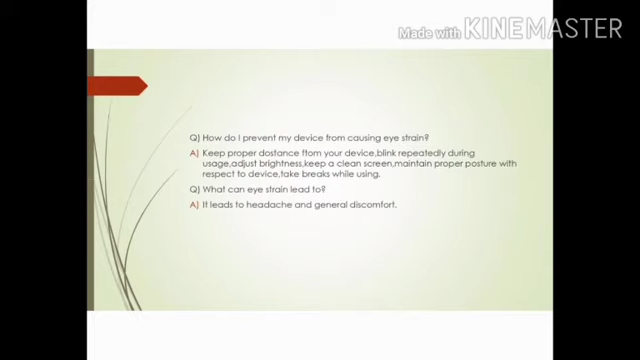 Made with KINEMASTER
Q) How do I prevent my device from causing eye strain?
A) Keep proper dostance ftom your device,blink repeatedly during
usage,adjust brightness,keep a clean screen,maintain proper posture with
respect to device,take breaks while using.
Q) What can eye strain lead to?
A) It leads to headache and general discomfort.